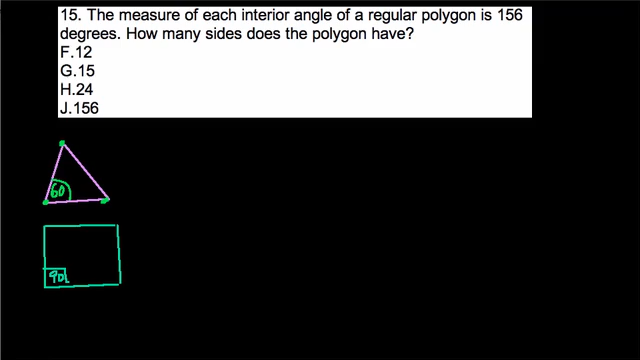 15. The measure of each interior angle of a regular polygon is 156
degrees. How many sides does the polygon have?
F.12
G.15
H.24
J.156
60
90